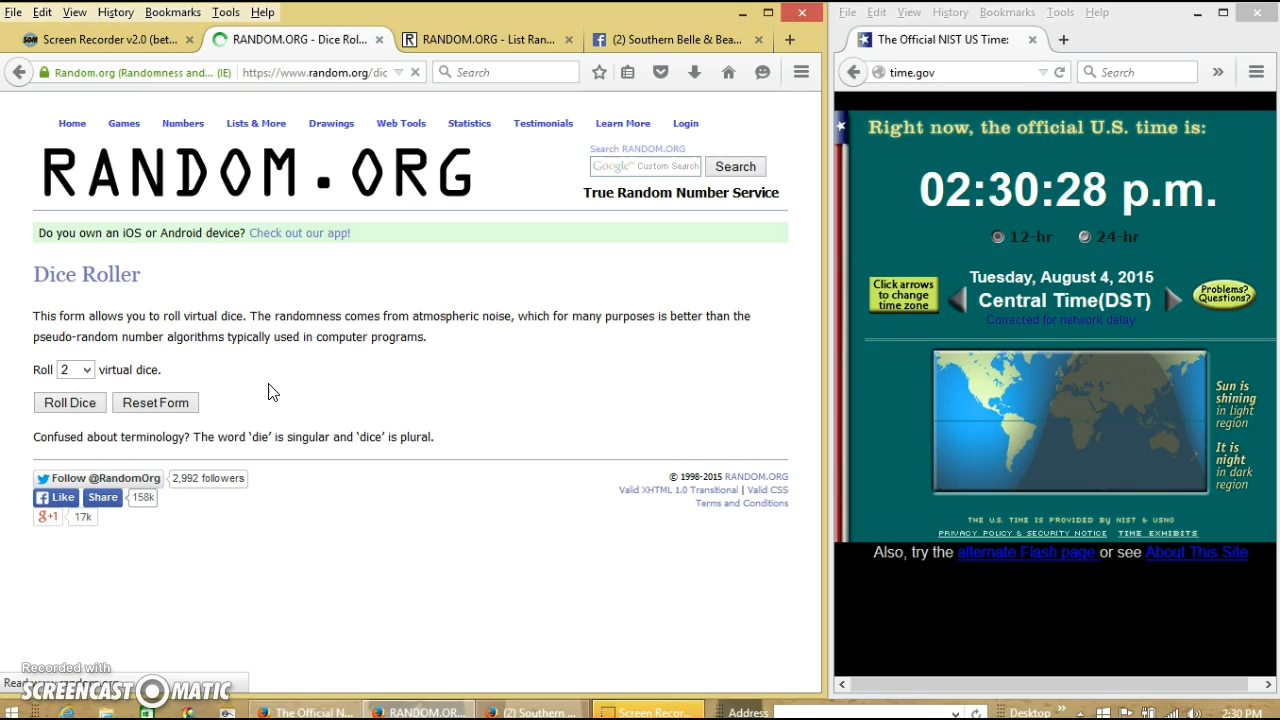 File Edit View History Bookmarks Tools Help
Screen Recorder v2.0 (bet...
RANDOM.ORG - Dice Rol...
RANDOM.ORG - List Ran...
(2) Southern Belle & Bea...
Random.org (Randomness and... (IE) https://www.random.org/dic
Search
Home Games Numbers Lists & More Drawings Web Tools Statistics Testimonials Learn More Login
RANDOM.ORG
Search RANDOM.ORG
Google™ Custom Search
Search
True Random Number Service
Do you own an iOS or Android device? Check out our app!
Dice Roller
This form allows you to roll virtual dice. The randomness comes from atmospheric noise, which for many purposes is better than the
pseudo-random number algorithms typically used in computer programs.
Roll 2 virtual dice.
Roll Dice Reset Form
Confused about terminology? The word ‘die’ is singular and ‘dice’ is plural.
Follow @RandomOrg 2,992 followers
Like Share 158k
g+1 17k
© 1998-2015 RANDOM.ORG
Valid XHTML 1.0 Transitional | Valid CSS
Terms and Conditions
Recorded with
SCREENCAST MATIC
File Edit View History Bookmarks Tools Help
The Official NIST US Time:
time.gov
Search
Right now, the official U.S. time is:
02:30:28 p.m.
12-hr 24-hr
Click arrows
to change
time zone
Tuesday, August 4, 2015
Central Time(DST)
Corrected for network delay
Problems?
Questions?
Sun is
shining
in light
region
It is
night
in dark
region
THE U.S. TIME IS PROVIDED BY NIST & USNO
PRIVACY POLICY & SECURITY NOTICE TIME EXHIBITS
Also, try the alternate Flash page or see About This Site
The Official N...
RANDOM.OR...
(2) Southern ...
Screen Recor...
Address
Desktop
2:30 PM